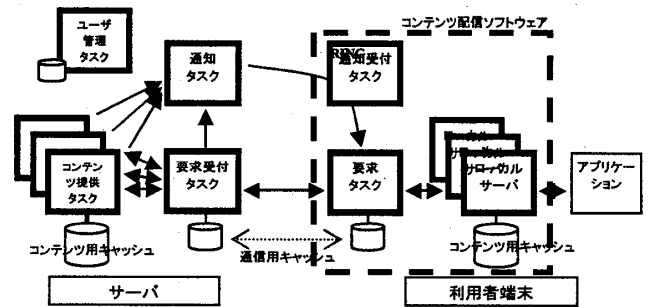 コンテンツ配信ソフトウェア
ユーザ
管理
タスク
通知
タスク
通知受付
タスク
コンテン
ツ提供
タスク
要求受付
タスク
要求
タスク
ローカル
サーバ
アプリケー
ション
コンテンツ用キャッシュ
通信用キャッシュ
コンテンツ用キャッシュ
サーバ
利用者端末